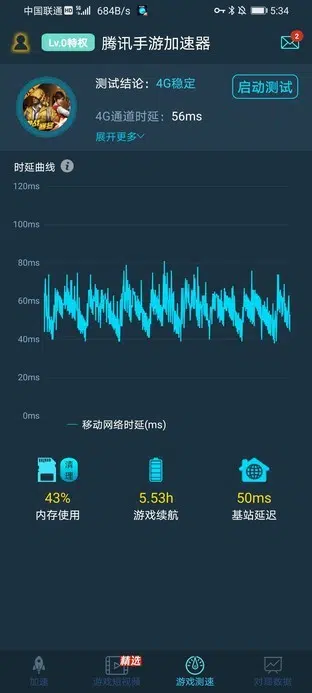 中国联通 HD 5G 684B/s 5:34
Lv.0特权 腾讯手游加速器 2
测试结论：4G稳定
启动测试
4G通道时延：56ms
展开更多
时延曲线 i
120ms
100ms
80ms
60ms
40ms
20ms
0ms
移动网络时延(ms)
清理
43% 5.53h 50ms
内存使用 游戏续航 基站延迟
精选
加速 游戏短视频 游戏测速 对障数据